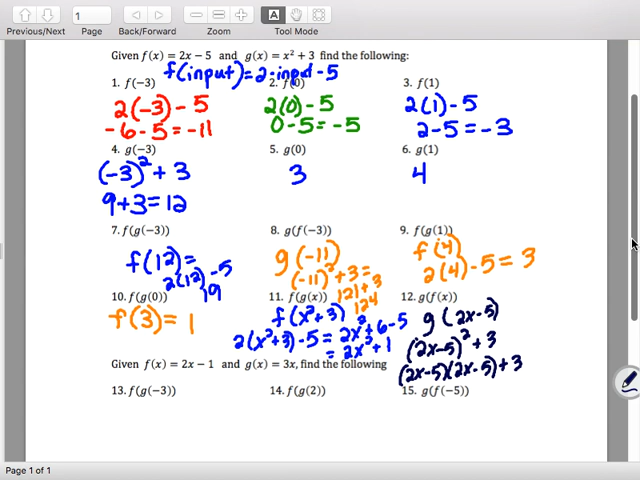 1
A
Previous/Next
Page
Zoom
Tool Mode
Given f(x) = 2x − 5 and g(x) = x² + 3 find the following:
f(input) = 2·input − 5
1. f(−3)
2. f(0)
3. f(1)
2(−3) − 5
2(0) − 5
2(1) − 5
−6 − 5 = −11
0 − 5 = −5
2 − 5 = −3
4. g(−3)
5. g(0)
6. g(1)
(−3)² + 3
3
4
9 + 3 = 12
7. f(g(−3))
8. g(f(−3))
9. f(g(1))
f(12) =
2(12) − 5
19
g(−11)
(−11)² + 3 =
121 + 3
124
f(4)
2(4) − 5 = 3
10. f(g(0))
11. f(g(x))
12. g(f(x))
f(3) = 1
f(x² + 3)
2(x² + 3) − 5 = 2x² + 6 − 5
= 2x² + 1
g(2x − 5)
(2x − 5)² + 3
(2x − 5)(2x − 5) + 3
Given f(x) = 2x − 1 and g(x) = 3x, find the following
13. f(g(−3))
14. f(g(2))
15. g(f(−5))
Page 1 of 1